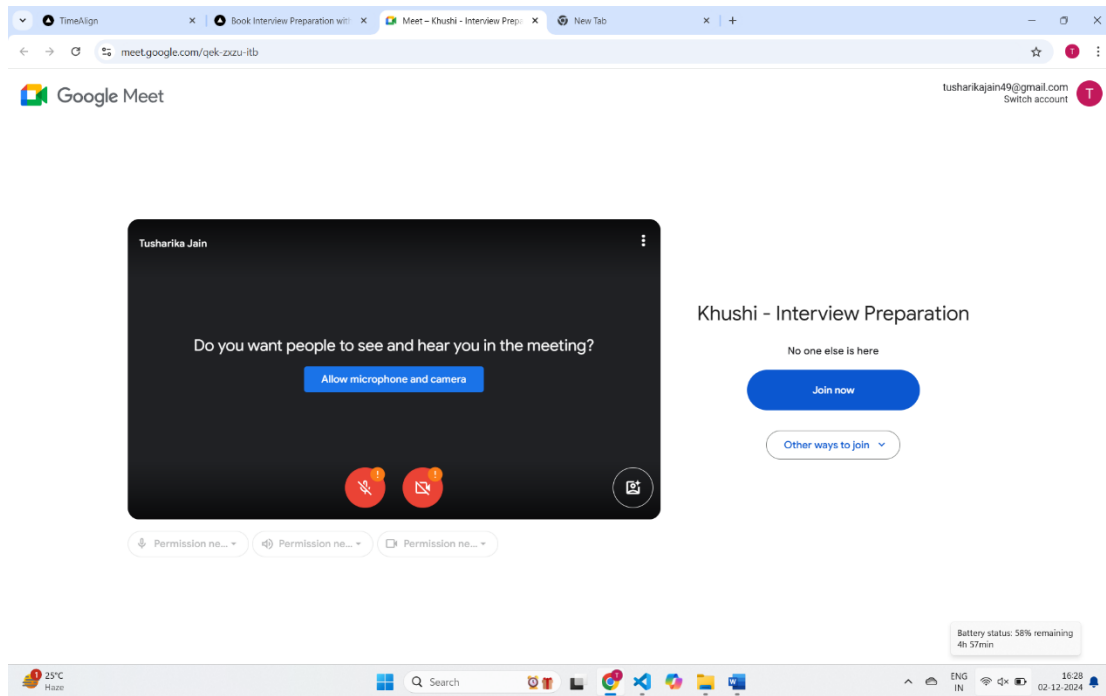 TimeAlign
Book Interview Preparation with
Meet – Khushi - Interview Prepa
New Tab
meet.google.com/qek-zxzu-itb
T
Google Meet
tusharikajain49@gmail.com
Switch account
T
Tusharika Jain
Do you want people to see and hear you in the meeting?
Allow microphone and camera
Permission ne...
Permission ne...
Permission ne...
Khushi - Interview Preparation
No one else is here
Join now
Other ways to join
Battery status: 58% remaining
4h 57min
1
25°C
Haze
Search
ENG
IN
16:28
02-12-2024